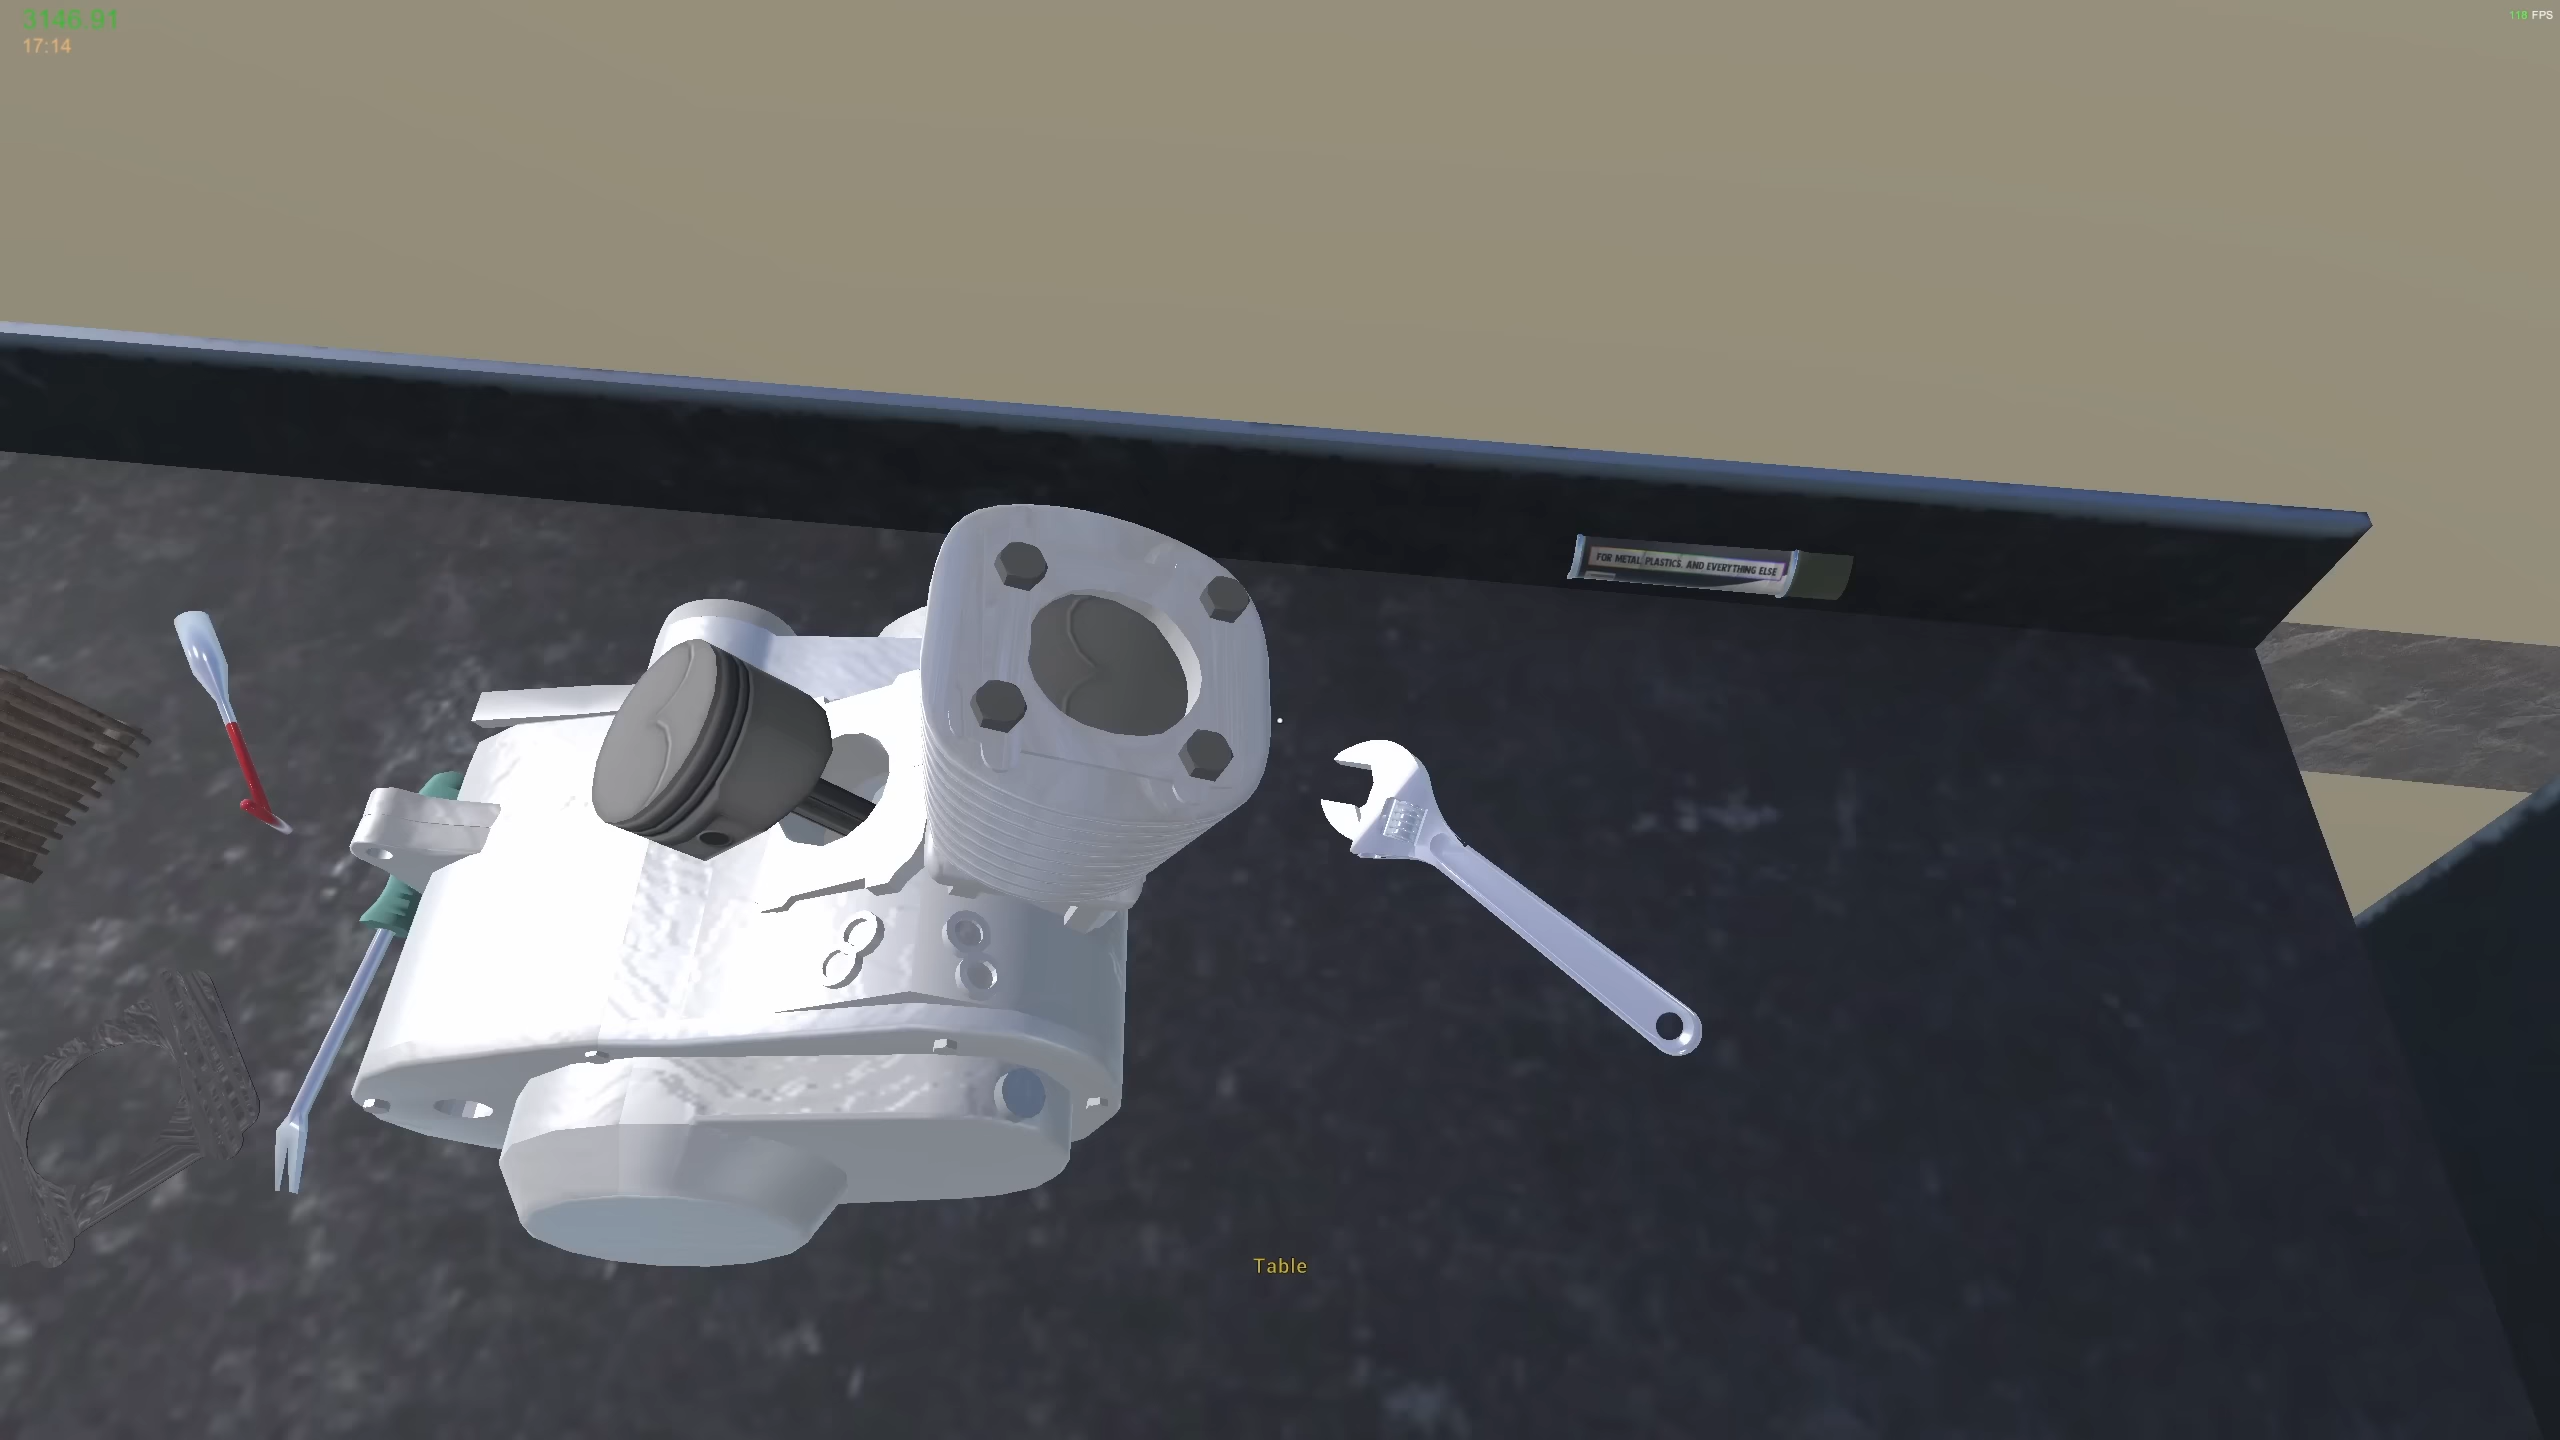 3146.91
118 FPS
17:14
FOR METAL, PLASTICS, AND EVERYTHING ELSE
Table